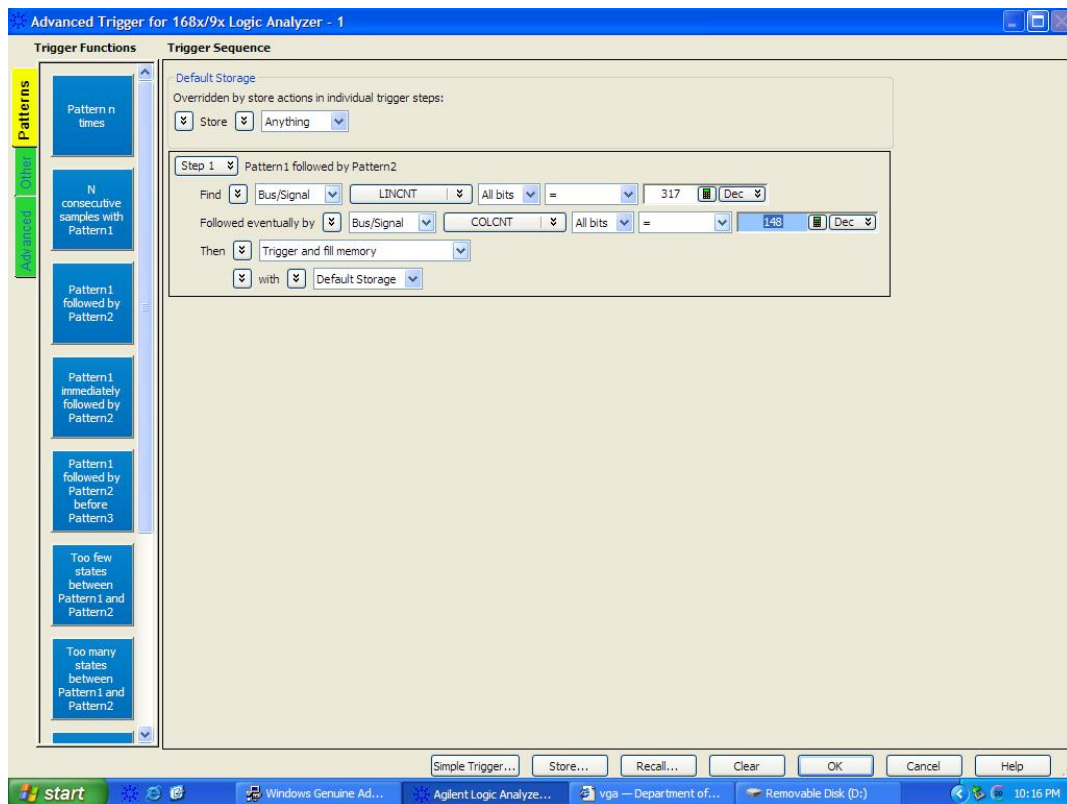 Advanced Trigger for 168x/9x Logic Analyzer - 1
Trigger Functions
Trigger Sequence
Patterns
Other
Advanced
Pattern n
times
N
consecutive
samples with
Pattern1
Pattern1
followed by
Pattern2
Pattern1
immediately
followed by
Pattern2
Pattern1
followed by
Pattern2
before
Pattern3
Too few
states
between
Pattern1 and
Pattern2
Too many
states
between
Pattern1 and
Pattern2
Default Storage
Overridden by store actions in individual trigger steps:
Store Anything
Step 1 Pattern1 followed by Pattern2
Find Bus/Signal LINCNT All bits = 317 Dec
Followed eventually by Bus/Signal COLCNT All bits = 148 Dec
Then Trigger and fill memory
with Default Storage
Simple Trigger... Store... Recall... Clear OK Cancel Help
start Windows Genuine Ad... Agilent Logic Analyze... vga — Department of... Removable Disk (D:) 10:16 PM